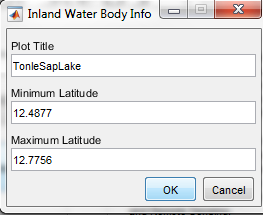 Inland Water Body Info
Plot Title
TonleSapLake
Minimum Latitude
12.4877
Maximum Latitude
12.7756
OK
Cancel